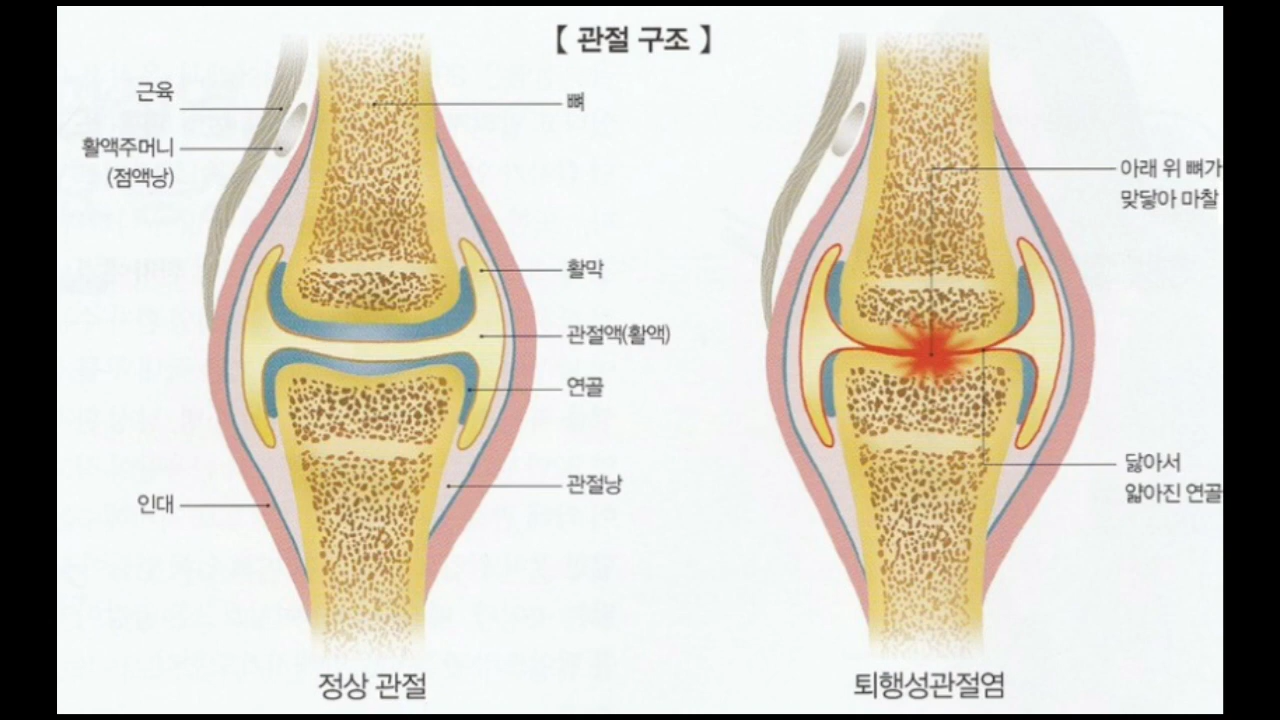 【 관절 구조 】
근육
활액주머니
(점액낭)
인대
뼈
활막
관절액(활액)
연골
관절낭
정상 관절
아래 위 뼈가
맞닿아 마찰
닳아서
얇아진 연골
퇴행성관절염